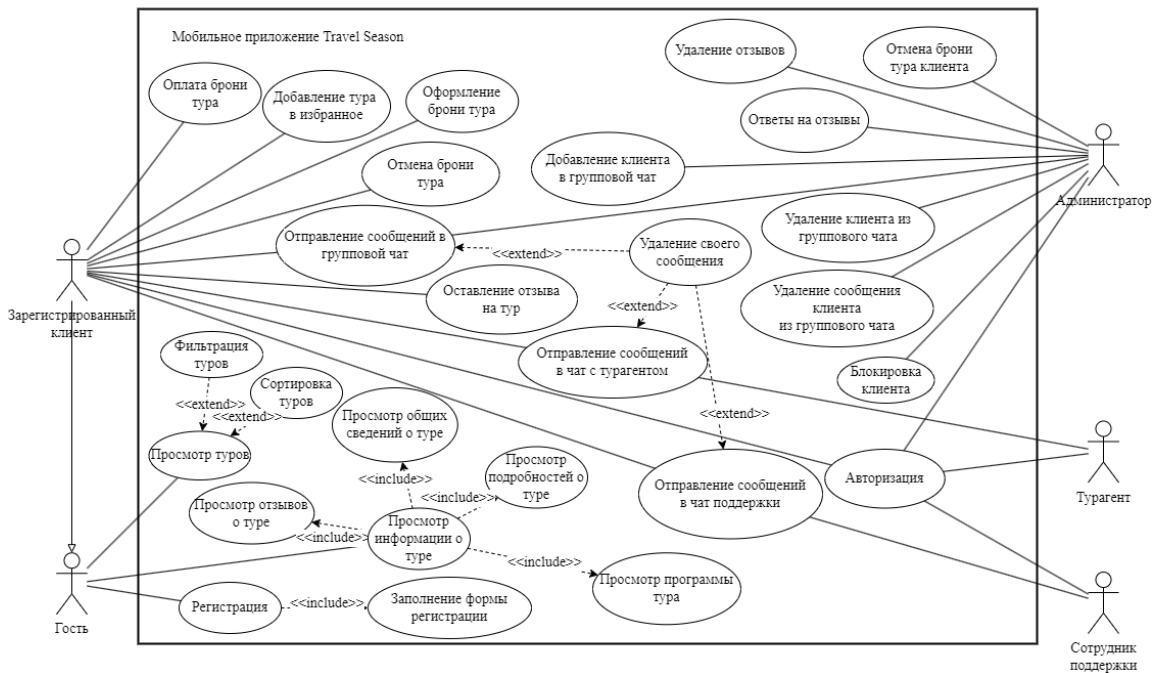 Мобильное приложение Travel Season
Оплата брони
тура
Добавление тура
в избранное
Оформление
брони тура
Удаление отзывов
Отмена брони
тура клиента
Ответы на отзывы
Отмена брони
тура
Добавление клиента
в групповой чат
Администратор
Отправление сообщений в
групповой чат
<<extend>>
Удаление своего
сообщения
Удаление клиента из
группового чата
Зарегистрированный
клиент
Оставление отзыва
на тур
<<extend>>
Удаление сообщения
клиента
из группового чата
Фильтрация
туров
Отправление сообщений
в чат с турагентом
Блокировка
клиента
Сортировка
туров
<<extend>>
<<extend>>
Просмотр общих
сведений о туре
<<extend>>
Просмотр туров
<<include>>
Просмотр
подробностей о
туре
<<include>>
Отправление сообщений
в чат поддержки
Авторизация
Турагент
Просмотр отзывов
о туре
<<include>>
Просмотр
информации о
туре
<<include>>
Просмотр программы
тура
Гость
Регистрация
<<include>>
Заполнение формы
регистрации
Сотрудник
поддержки